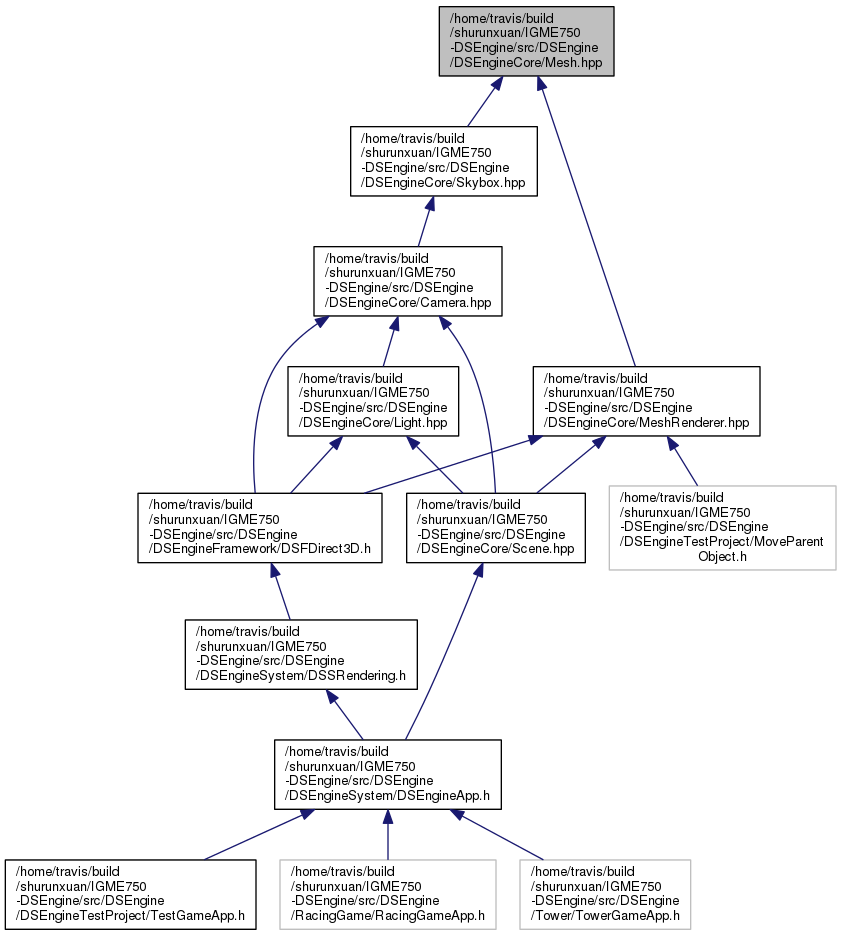 /home/travis/build
/shurunxuan/IGME750
-DSEngine/src/DSEngine
/DSEngineCore/Mesh.hpp
/home/travis/build
/shurunxuan/IGME750
-DSEngine/src/DSEngine
/DSEngineCore/Skybox.hpp
/home/travis/build
/shurunxuan/IGME750
-DSEngine/src/DSEngine
/DSEngineCore/Camera.hpp
/home/travis/build
/shurunxuan/IGME750
-DSEngine/src/DSEngine
/DSEngineCore/Light.hpp
/home/travis/build
/shurunxuan/IGME750
-DSEngine/src/DSEngine
/DSEngineCore/MeshRenderer.hpp
/home/travis/build
/shurunxuan/IGME750
-DSEngine/src/DSEngine
/DSEngineFramework/DSFDirect3D.h
/home/travis/build
/shurunxuan/IGME750
-DSEngine/src/DSEngine
/DSEngineCore/Scene.hpp
/home/travis/build
/shurunxuan/IGME750
-DSEngine/src/DSEngine
/DSEngineTestProject/MoveParent
Object.h
/home/travis/build
/shurunxuan/IGME750
-DSEngine/src/DSEngine
/DSEngineSystem/DSSRendering.h
/home/travis/build
/shurunxuan/IGME750
-DSEngine/src/DSEngine
/DSEngineSystem/DSEngineApp.h
/home/travis/build
/shurunxuan/IGME750
-DSEngine/src/DSEngine
/DSEngineTestProject/TestGameApp.h
/home/travis/build
/shurunxuan/IGME750
-DSEngine/src/DSEngine
/RacingGame/RacingGameApp.h
/home/travis/build
/shurunxuan/IGME750
-DSEngine/src/DSEngine
/Tower/TowerGameApp.h